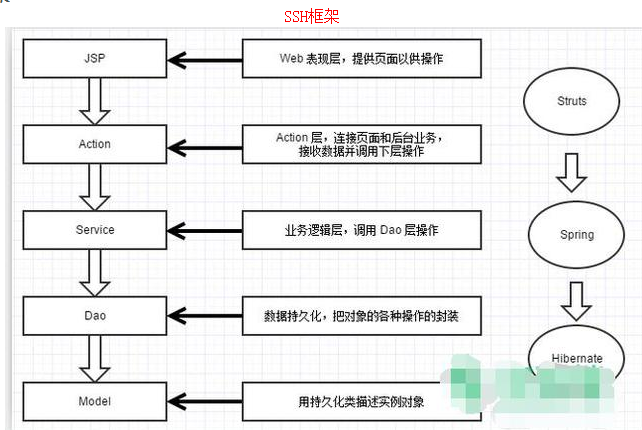 SSH框架
JSP
Web 表现层，提供页面以供操作
Struts
Action
Action 层，连接页面和后台业务，
接收数据并调用下层操作
Service
业务逻辑层，调用 Dao 层操作
Spring
Dao
数据持久化，把对象的各种操作的封装
Hibernate
Model
用持久化类描述实例对象